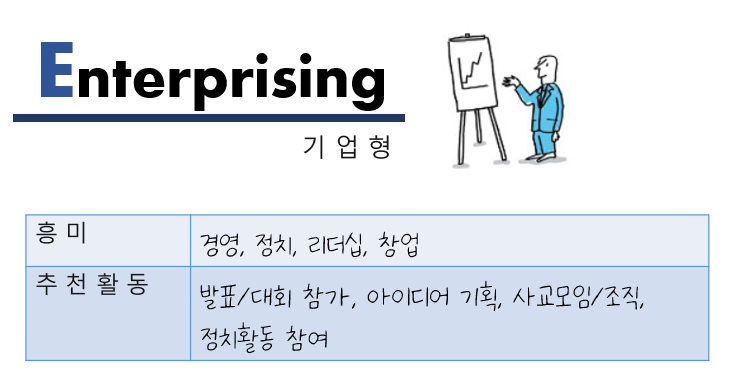 Enterprising
기 업 형
흥 미
경영, 정치, 리더십, 창업
추 천 활 동
발표/대회 참가, 아이디어 기획, 사교모임/조직,
정치활동 참여